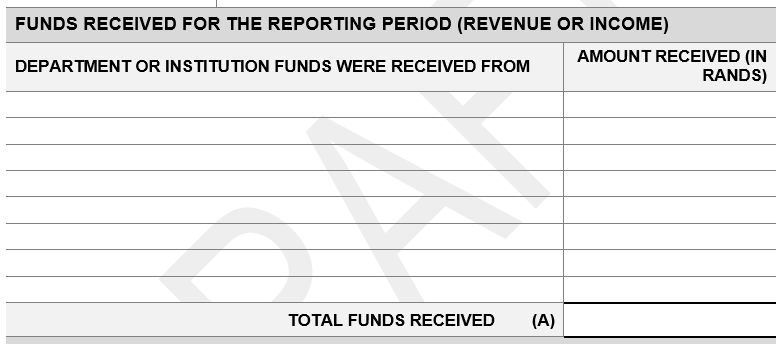 FUNDS RECEIVED FOR THE REPORTING PERIOD (REVENUE OR INCOME)
DEPARTMENT OR INSTITUTION FUNDS WERE RECEIVED FROM
AMOUNT RECEIVED (IN
RANDS)
TOTAL FUNDS RECEIVED (A)